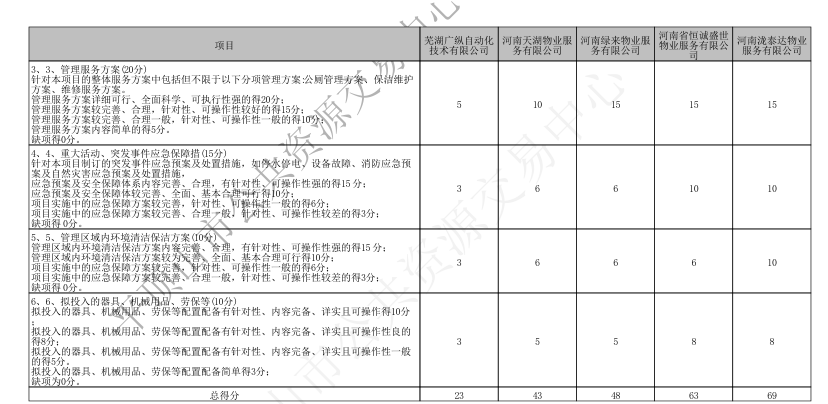 项目 芜湖广纵自动化技术有限公司 河南天湖物业服务有限公司 河南绿来物业服务有限公司 河南省恒诚盛世物业服务有限公司 河南泷泰达物业服务有限公司
3、3、管理服务方案(20分)
针对本项目的整体服务方案中包括但不限于以下分项管理方案:公厕管理方案、保洁维护
方案、维修服务方案。
管理服务方案详细可行、全面科学、可执行性强的得20分;
管理服务方案较完善、合理,针对性、可操作性较好的得15分;
管理服务方案较完善、合理一般,针对性、可操作性一般的得10分;
管理服务方案内容简单的得5分。
缺项得0分。
5 10 15 15 15
4、4、重大活动、突发事件应急保障措(15分)
针对本项目制订的突发事件应急预案及处置措施,如停水停电,设备故障、消防应急预
案及自然灾害应急预案及处置措施,
应急预案及安全保障体系内容完善、合理,有针对性、可操作性强的得15 分;
应急预案及安全保障体较完善、全面、基本合理可行得10分;
项目实施中的应急保障方案较完善,针对性、可操作性一般的得6分;
项目实施中的应急保障方案较完善、合理一般,针对性、可操作性较差的得3分;
缺项得 0分。
3 6 6 10 10
5、5、管理区域内环境清洁保洁方案(10分)
管理区域内环境清洁保洁方案内容完善、合理,有针对性、可操作性强的得15 分;
管理区域内环境清洁保洁方案较为完善、全面、基本合理可行得10分;
项目实施中的应急保障方案较完善,针对性、可操作性一般的得6分;
项目实施中的应急保障方案较完善、合理一般,针对性、可操作性较差的得3分;
缺项得 0分。
3 6 6 6 10
6、6、拟投入的器具、机械用品、劳保等(10分)
拟投入的器具、机械用品、劳保等配置配备有针对性、内容完备、详实且可操作得10分
;
拟投入的器具、机械用品、劳保等配置配备有针对性、内容完备、详实且可操作性良的
得8分;
拟投入的器具、机械用品、劳保等配置配备有针对性、内容完备、详实且可操作性一般
的得5分。
拟投入的器具、机械用品、劳保等配置配备简单得3分;
缺项为0分。
3 5 5 8 8
总得分 23 43 48 63 69
平顶山市公共资源交易中心
山市公共资源交易中心